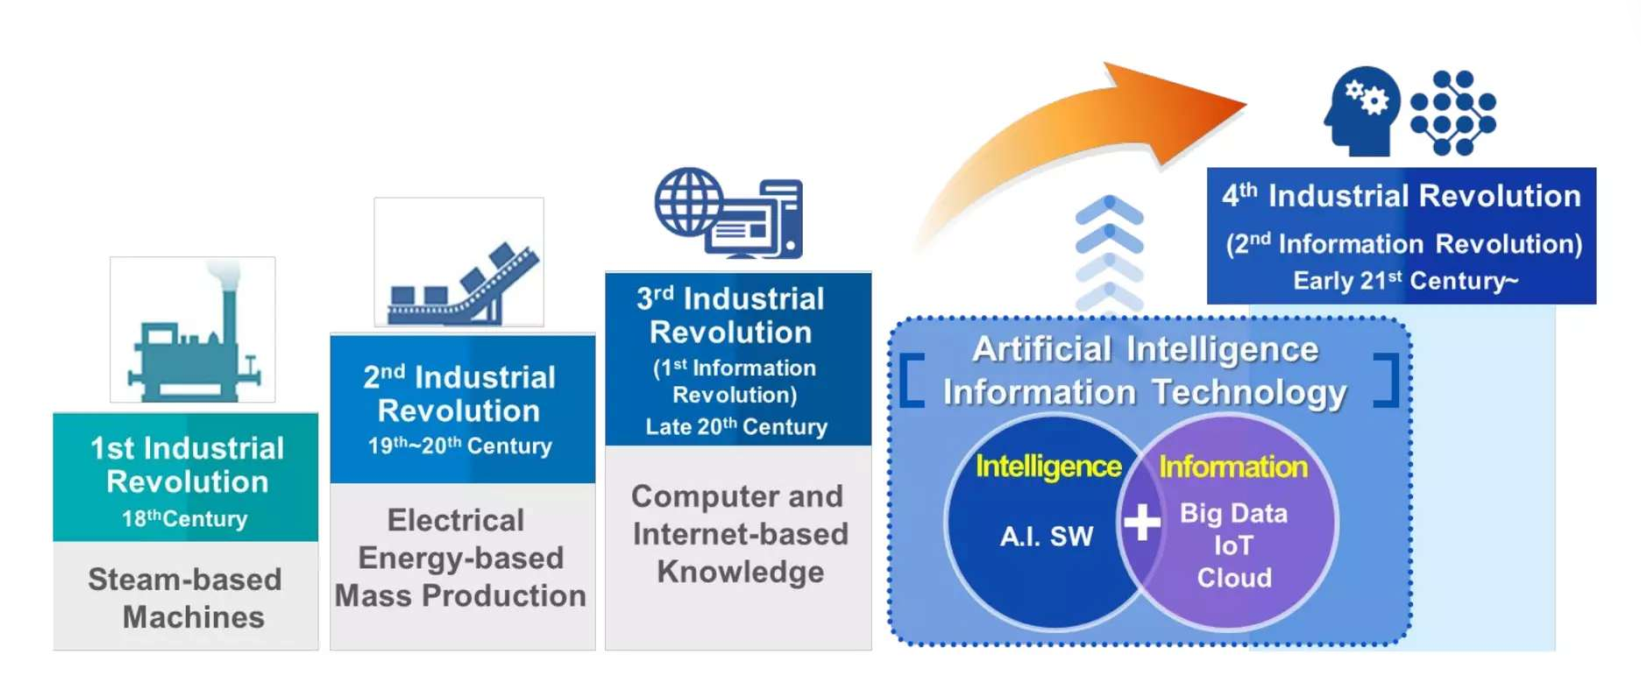 1st Industrial
Revolution
18thCentury
Steam-based
Machines
2nd Industrial
Revolution
19th~20th Century
Electrical
Energy-based
Mass Production
3rd Industrial
Revolution
(1st Information
Revolution)
Late 20th Century
Computer and
Internet-based
Knowledge
Artificial Intelligence
Information Technology
Intelligence
A.I. SW
+
Information
Big Data
IoT
Cloud
4th Industrial Revolution
(2nd Information Revolution)
Early 21st Century~